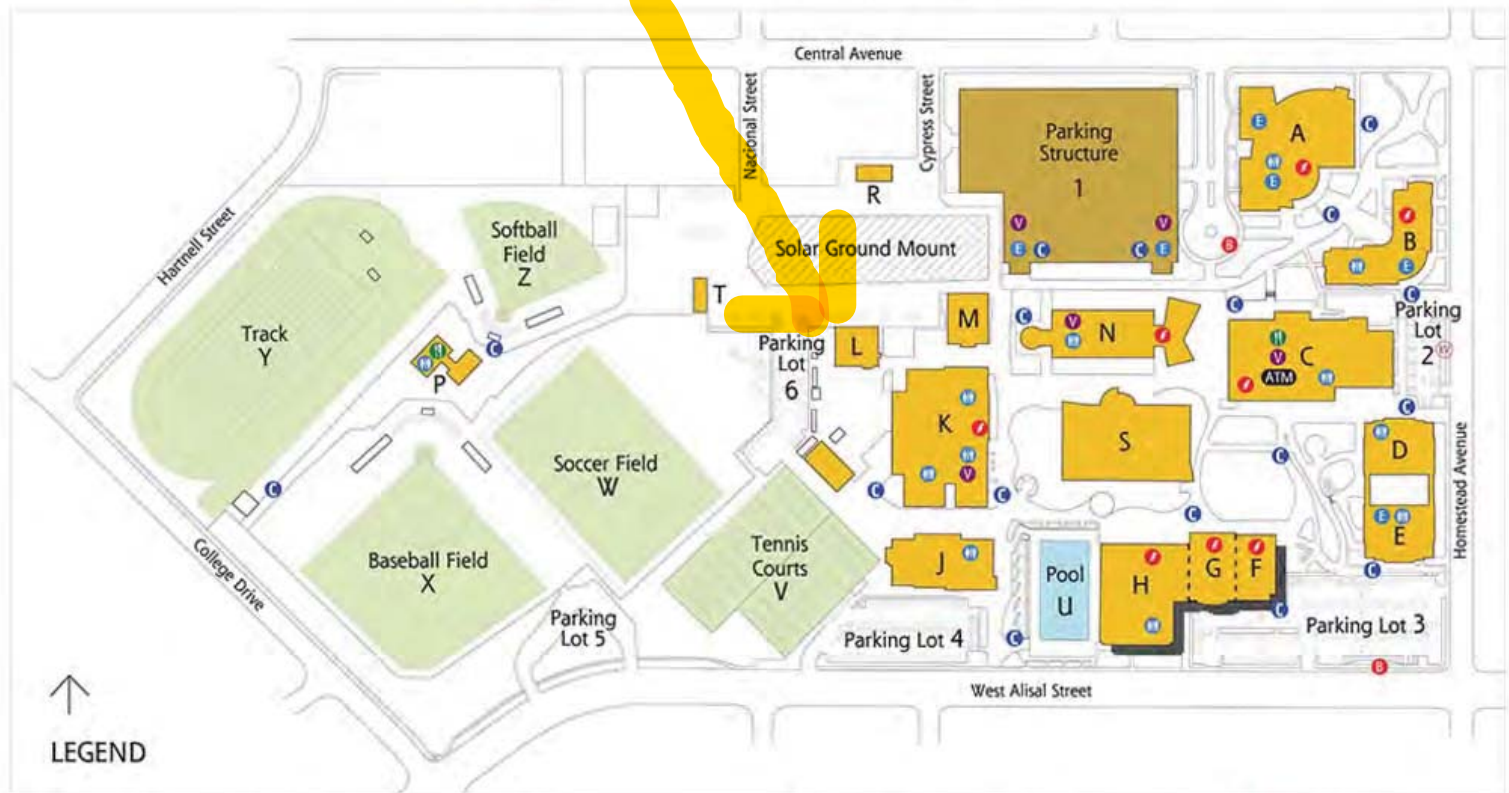 Central Avenue
Nacional Street
Cypress Street
Hartnell Street
Parking
Structure
1
E
V
E
C
C
V
E
A
E
E
C
C
B
B
E
C
R
Solar Ground Mount
Softball
Field
Z
T
Track
Y
P
C
C
Parking
Lot
6
L
M
C
V
N
C
C
V
ATM
Parking
Lot
2
EV
C
K
V
C
C
S
C
C
D
E
E
C
Homestead Avenue
Soccer Field
W
Baseball Field
X
College Drive
Tennis
Courts
V
J
Pool
U
H
G
F
C
C
Parking
Lot 5
Parking Lot 4
Parking Lot 3
B
West Alisal Street
LEGEND